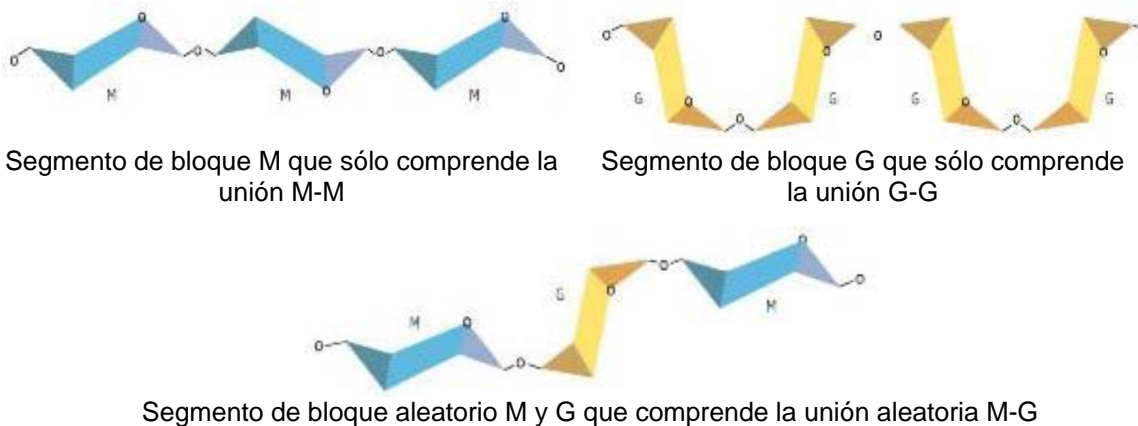 O O O O O O O
M M M
O O O O O O
G G G G
Segmento de bloque M que sólo comprende la
unión M-M
Segmento de bloque G que sólo comprende
la unión G-G
O
O O O
G O
M O M
O O
Segmento de bloque aleatorio M y G que comprende la unión aleatoria M-G